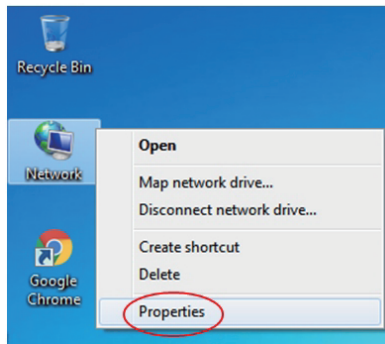 Recycle Bin
Network
Open
Map network drive...
Disconnect network drive...
Create shortcut
Delete
Properties
Google
Chrome